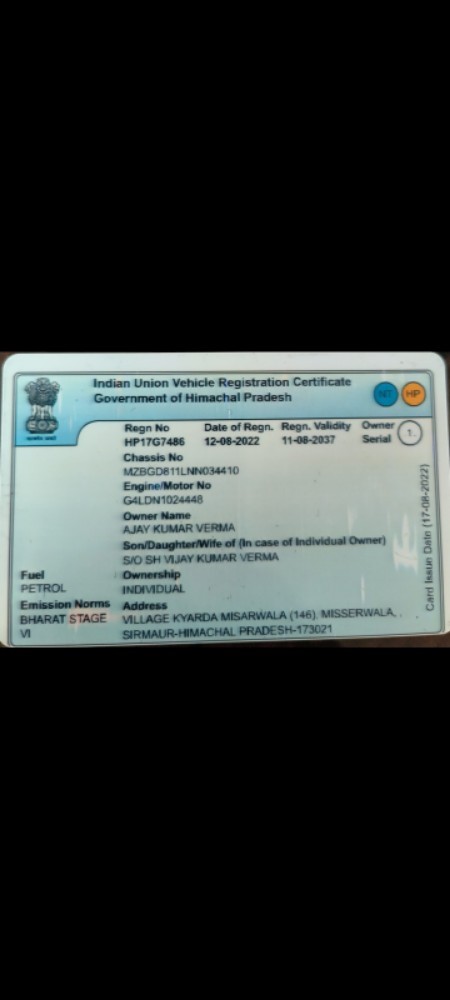 Indian Union Vehicle Registration Certificate
Government of Himachal Pradesh
NT HP
Regn No Date of Regn. Regn. Validity Owner Serial
HP17G7486 12-08-2022 11-08-2037 1.
Chassis No
MZBGD811LNN034410
Engine/Motor No
G4LDN1024448
Owner Name
AJAY KUMAR VERMA
Son/Daughter/Wife of (In case of Individual Owner)
S/O SH VIJAY KUMAR VERMA
Fuel Ownership
PETROL INDIVIDUAL
Emission Norms Address
BHARAT STAGE VILLAGE KYARDA MISARWALA (146), MISSERWALA, .
VI SIRMAUR-HIMACHAL PRADESH-173021
Card Issue Date (17-08-2022)